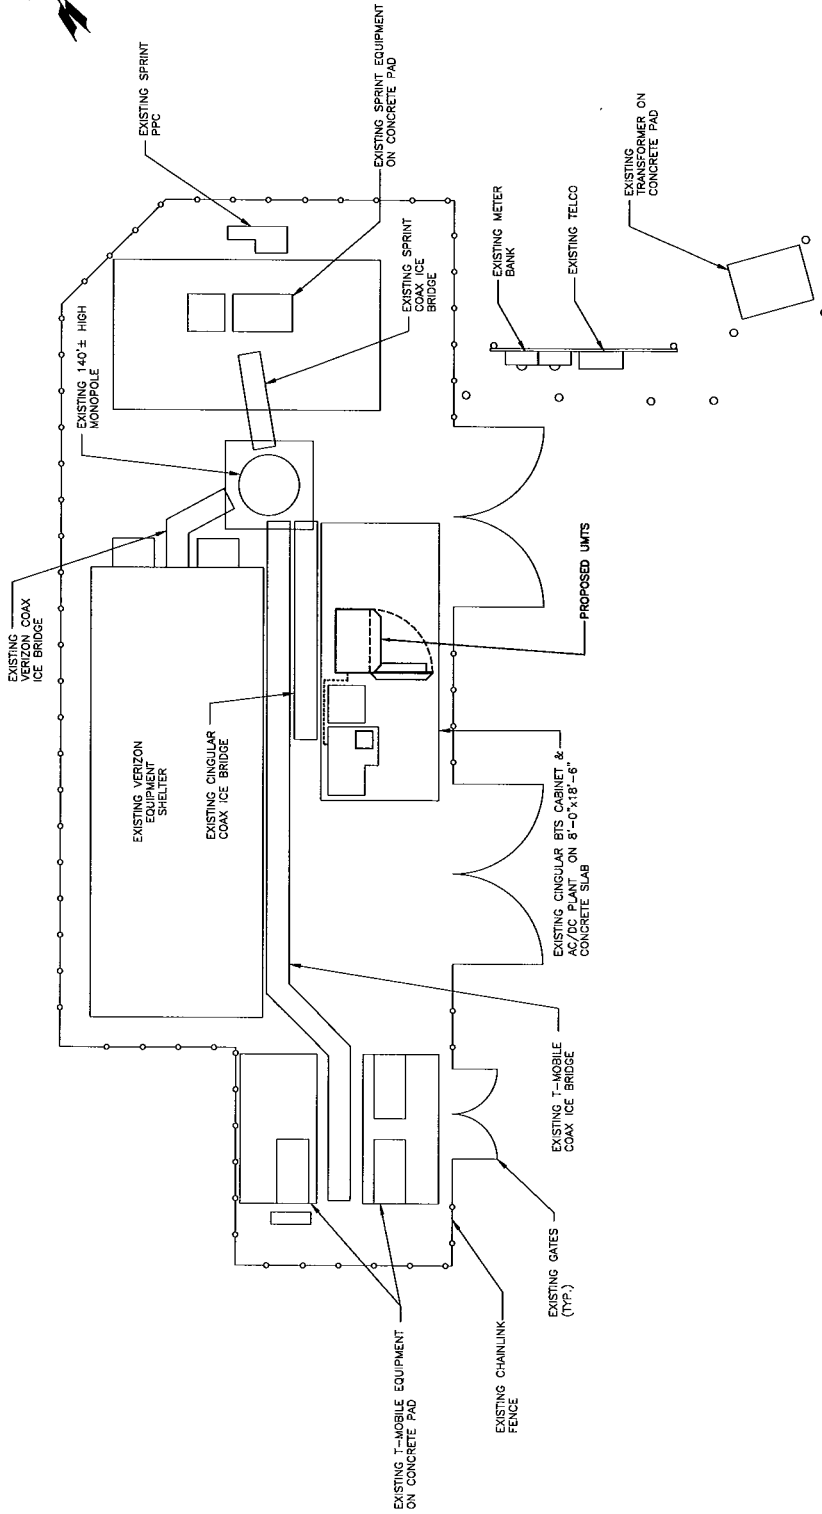 EXISTING SPRINT
PPC
EXISTING SPRINT EQUIPMENT
ON CONCRETE PAD
EXISTING SPRINT
COAX ICE
BRIDGE
EXISTING 140'± HIGH
MONOPOLE
EXISTING
VERIZON COAX
ICE BRIDGE
EXISTING VERIZON
EQUIPMENT
SHELTER
EXISTING CINGULAR
COAX ICE BRIDGE
EXISTING METER
BANK
EXISTING TELCO
EXISTING
TRANSFORMER ON
CONCRETE PAD
PROPOSED UMTS
EXISTING CINGULAR BTS CABINET &
AC/DC PLANT ON 8'-0"x18'-6"
CONCRETE SLAB
EXISTING T-MOBILE
COAX ICE BRIDGE
EXISTING GATES
(TYP.)
EXISTING CHAINLINK
FENCE
EXISTING T-MOBILE EQUIPMENT
ON CONCRETE PAD